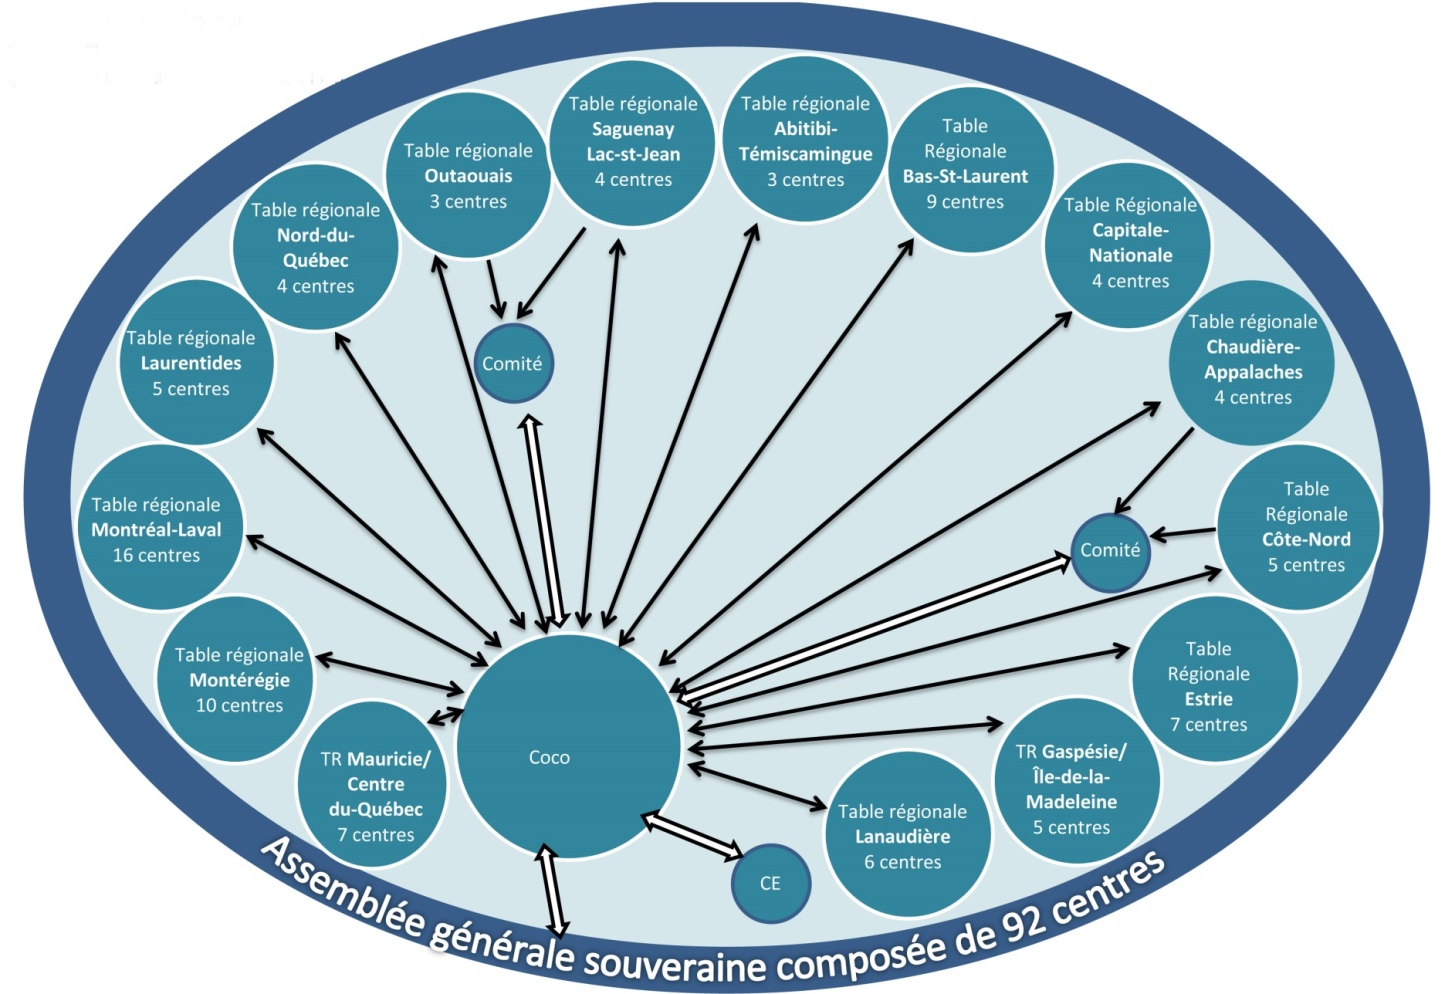 Table régionale
Saguenay
Lac-st-Jean
4 centres
Table régionale
Abitibi-
Témiscamingue
3 centres
Table
Régionale
Bas-St-Laurent
9 centres
Table régionale
Outaouais
3 centres
Table régionale
Nord-du-
Québec
4 centres
Table Régionale
Capitale-
Nationale
4 centres
Table régionale
Laurentides
5 centres
Comité
Table régionale
Chaudière-
Appalaches
4 centres
Table régionale
Montréal-Laval
16 centres
Comité
Table
Régionale
Côte-Nord
5 centres
Table régionale
Montérégie
10 centres
Table
Régionale
Estrie
7 centres
TR Mauricie/
Centre
du-Québec
7 centres
Coco
TR Gaspésie/
Île-de-la-
Madeleine
5 centres
Table régionale
Lanaudière
6 centres
CE
Assemblée générale souveraine composée de 92 centres